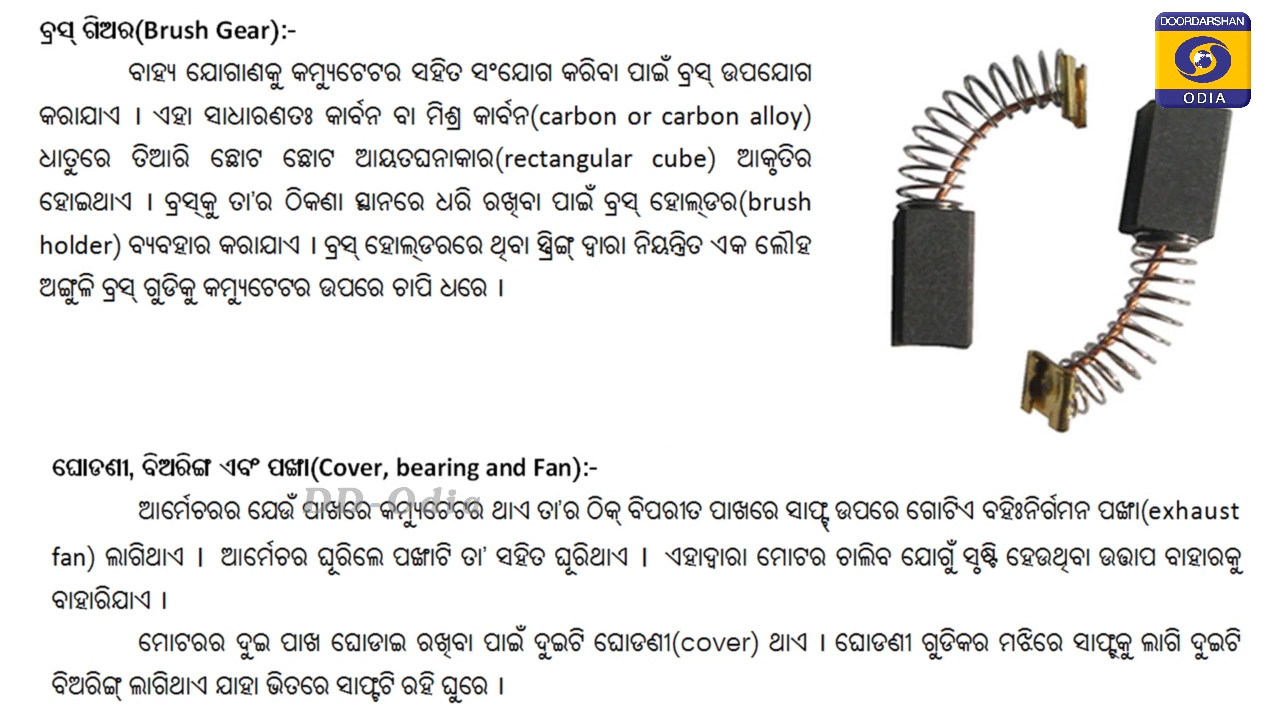 ବ୍ରସ୍ ଗିଅର(Brush Gear):-
ବାହ୍ୟ ଯୋଗାଣକୁ କମ୍ୟୁଟେଟର ସହିତ ସଂଯୋଗ କରିବା ପାଇଁ ବ୍ରସ୍ ଉପଯୋଗ
କରାଯାଏ । ଏହା ସାଧାରଣତଃ କାର୍ବନ ବା ମିଶ୍ର କାର୍ବନ(carbon or carbon alloy)
ଧାତୁରେ ତିଆରି ଛୋଟ ଛୋଟ ଆୟତଘନାକାର(rectangular cube) ଆକୃତିର
ହୋଇଥାଏ । ବ୍ରସ୍‌କୁ ତା'ର ଠିକଣା ସ୍ଥାନରେ ଧରି ରଖିବା ପାଇଁ ବ୍ରସ୍ ହୋଲ୍‌ଡର(brush
holder) ବ୍ୟବହାର କରାଯାଏ । ବ୍ରସ୍ ହୋଲ୍‌ଡରରେ ଥିବା ସ୍ପ୍ରିଙ୍ଗ୍ ଦ୍ୱାରା ନିୟନ୍ତ୍ରିତ ଏକ ଲୌହ
ଅଙ୍ଗୁଳି ବ୍ରସ୍ ଗୁଡିକୁ କମ୍ୟୁଟେଟର ଉପରେ ଚାପି ଧରେ ।
DOORDARSHAN
ODIA
ଘୋଡଣୀ, ବିଅରିଙ୍ଗ ଏବଂ ପଙ୍ଖା(Cover, bearing and Fan):-
DD-Odia
ଆର୍ମେଚରର ଯେଉଁ ପାଖରେ କମ୍ୟୁଟେଟର ଥାଏ ତା'ର ଠିକ୍ ବିପରୀତ ପାଖରେ ସାଫ୍ଟ୍ ଉପରେ ଗୋଟିଏ ବହିଃନିର୍ଗମନ ପଙ୍ଖା(exhaust
fan) ଲାଗିଥାଏ । ଆର୍ମେଚର ଘୂରିଲେ ପଙ୍ଖାଟି ତା' ସହିତ ଘୂରିଥାଏ । ଏହାଦ୍ୱାରା ମୋଟର ଚାଲିବ ଯୋଗୁଁ ସୃଷ୍ଟି ହେଉଥିବା ଉତ୍ତାପ ବାହାରକୁ
ବାହାରିଯାଏ ।
ମୋଟରର ଦୁଇ ପାଖ ଘୋଡାଇ ରଖିବା ପାଇଁ ଦୁଇଟି ଘୋଡଣୀ(cover) ଥାଏ । ଘୋଡଣୀ ଗୁଡିକର ମଝିରେ ସାଫ୍ଟ୍‌କୁ ଲାଗି ଦୁଇଟି
ବିଅରିଙ୍ଗ୍ ଲାଗିଥାଏ ଯାହା ଭିତରେ ସାଫ୍ଟଟି ରହି ଘୁରେ ।